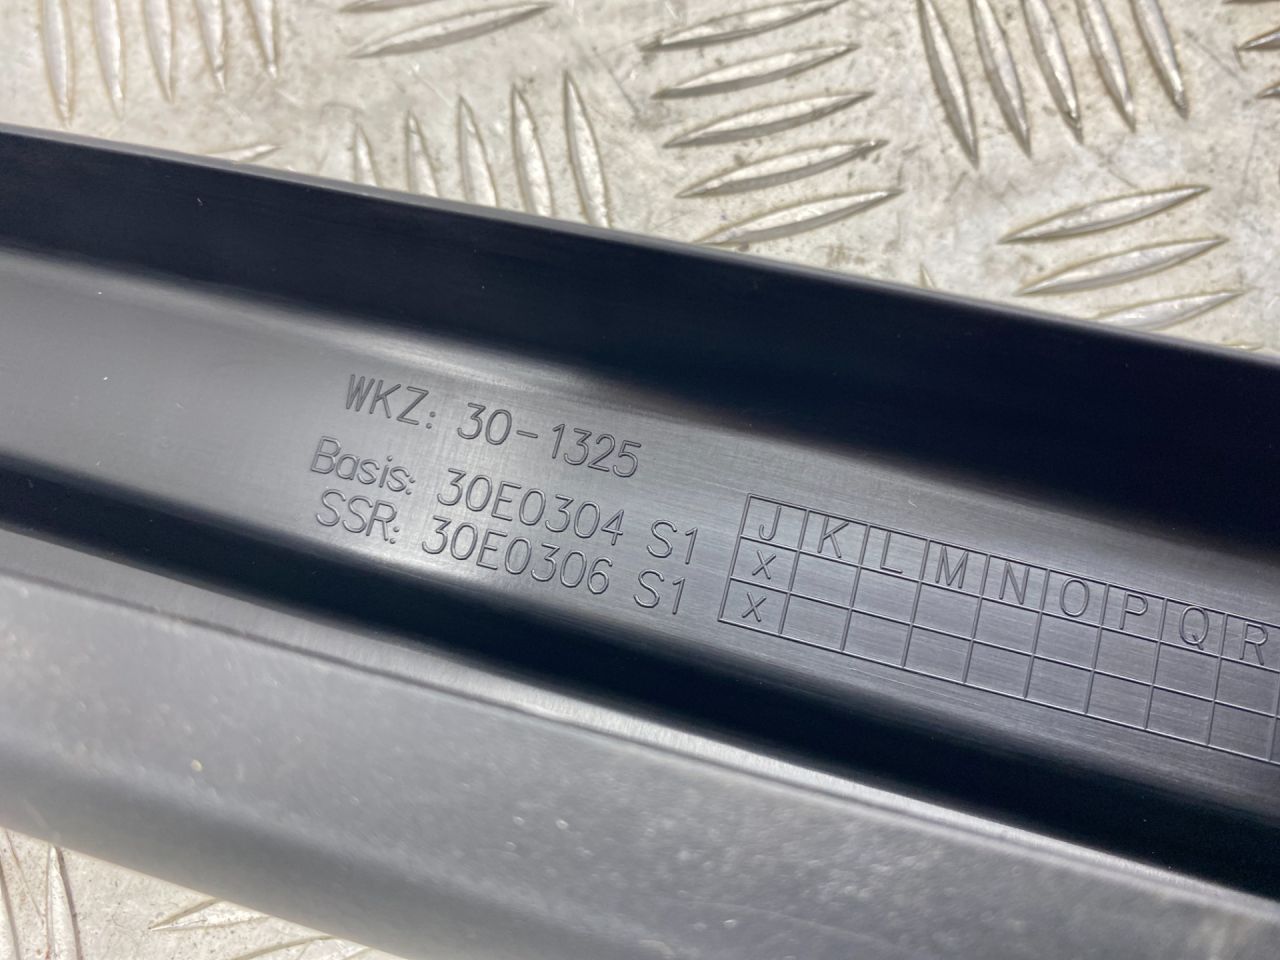 WKZ: 30-1325
Basis: 30E0304 S1
SSR: 30E0306 S1
J K L M N O P Q R
x
x